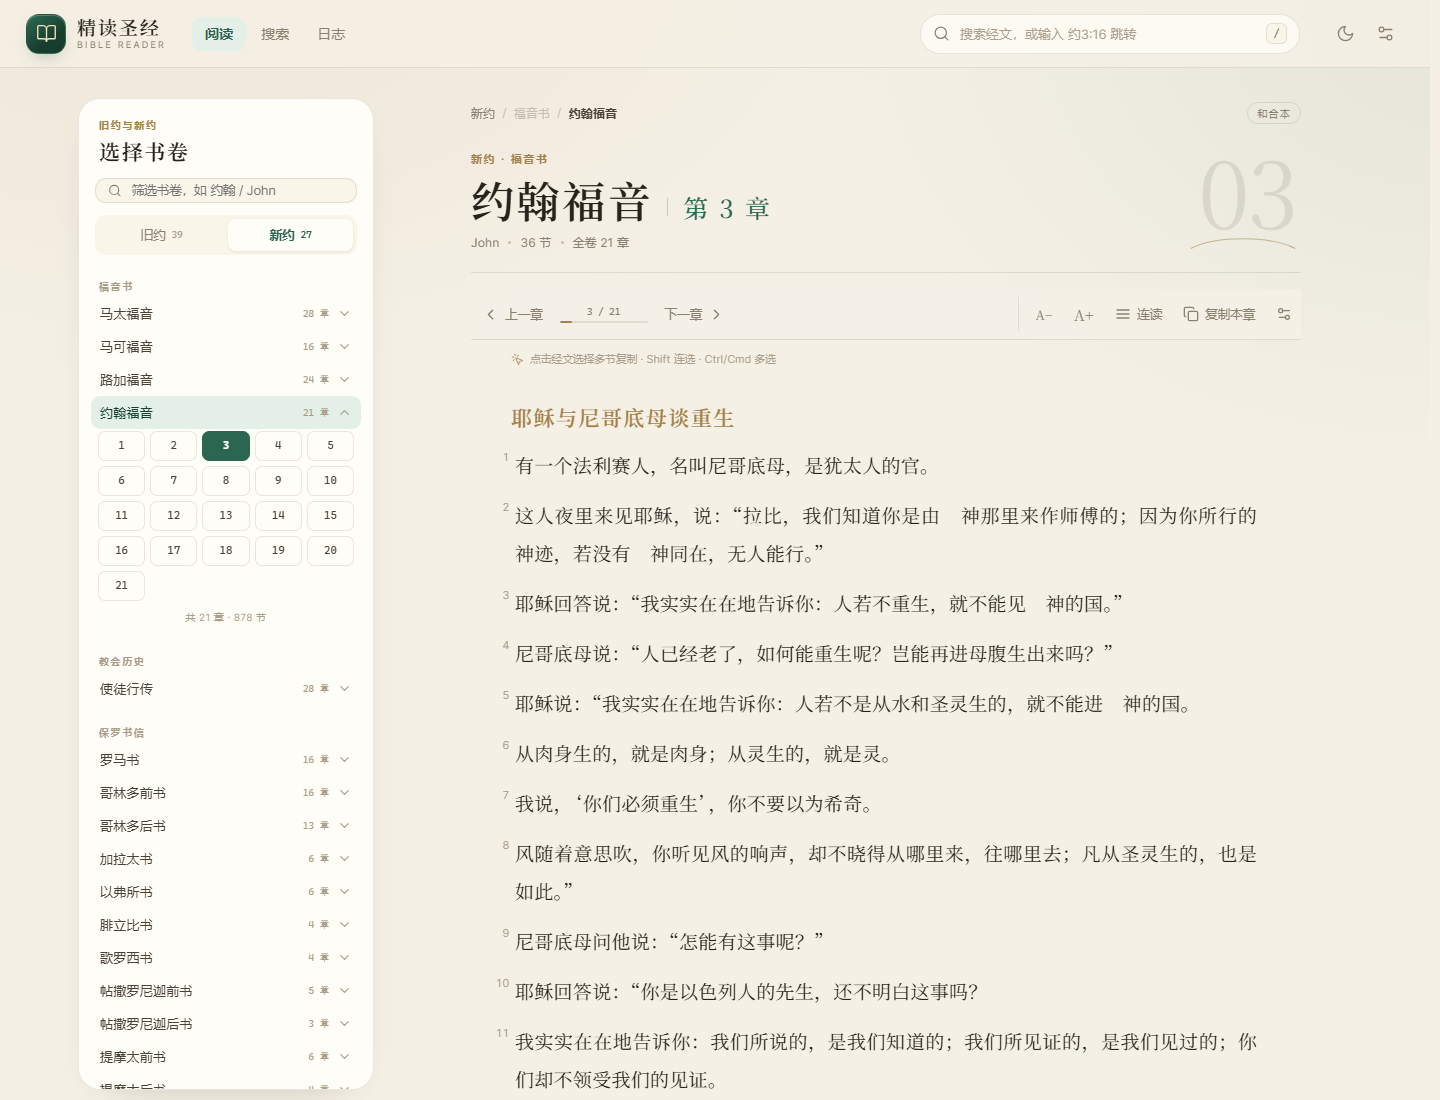 精读圣经
BIBLE READER
阅读
搜索
日志
搜索经文，或输入 约3:16 跳转
/
旧约与新约
选择书卷
筛选书卷，如 约翰 / John
旧约 39
新约 27
福音书
马太福音 28 章
马可福音 16 章
路加福音 24 章
约翰福音 21 章
1 2 3 4 5
6 7 8 9 10
11 12 13 14 15
16 17 18 19 20
21
共 21 章 · 878 节
教会历史
使徒行传 28 章
保罗书信
罗马书 16 章
哥林多前书 16 章
哥林多后书 13 章
加拉太书 6 章
以弗所书 6 章
腓立比书 4 章
歌罗西书 4 章
帖撒罗尼迦前书 5 章
帖撒罗尼迦后书 3 章
提摩太前书 6 章
新约 / 福音书 / 约翰福音
和合本
新约 · 福音书
约翰福音 第 3 章
03
John • 36 节 • 全卷 21 章
上一章 3 / 21 下一章
A− A+ 连读 复制本章
点击经文选择多节复制 · Shift 连选 · Ctrl/Cmd 多选
耶稣与尼哥底母谈重生
1 有一个法利赛人，名叫尼哥底母，是犹太人的官。
2 这人夜里来见耶稣，说：“拉比，我们知道你是由　神那里来作师傅的；因为你所行的
神迹，若没有　神同在，无人能行。”
3 耶稣回答说：“我实实在在地告诉你：人若不重生，就不能见　神的国。”
4 尼哥底母说：“人已经老了，如何能重生呢？岂能再进母腹生出来吗？”
5 耶稣说：“我实实在在地告诉你：人若不是从水和圣灵生的，就不能进　神的国。
6 从肉身生的，就是肉身；从灵生的，就是灵。
7 我说，‘你们必须重生’，你不要以为希奇。
8 风随着意思吹，你听见风的响声，却不晓得从哪里来，往哪里去；凡从圣灵生的，也是
如此。”
9 尼哥底母问他说：“怎能有这事呢？”
10 耶稣回答说：“你是以色列人的先生，还不明白这事吗？
11 我实实在在地告诉你：我们所说的，是我们知道的；我们所见证的，是我们见过的；你
们却不领受我们的见证。